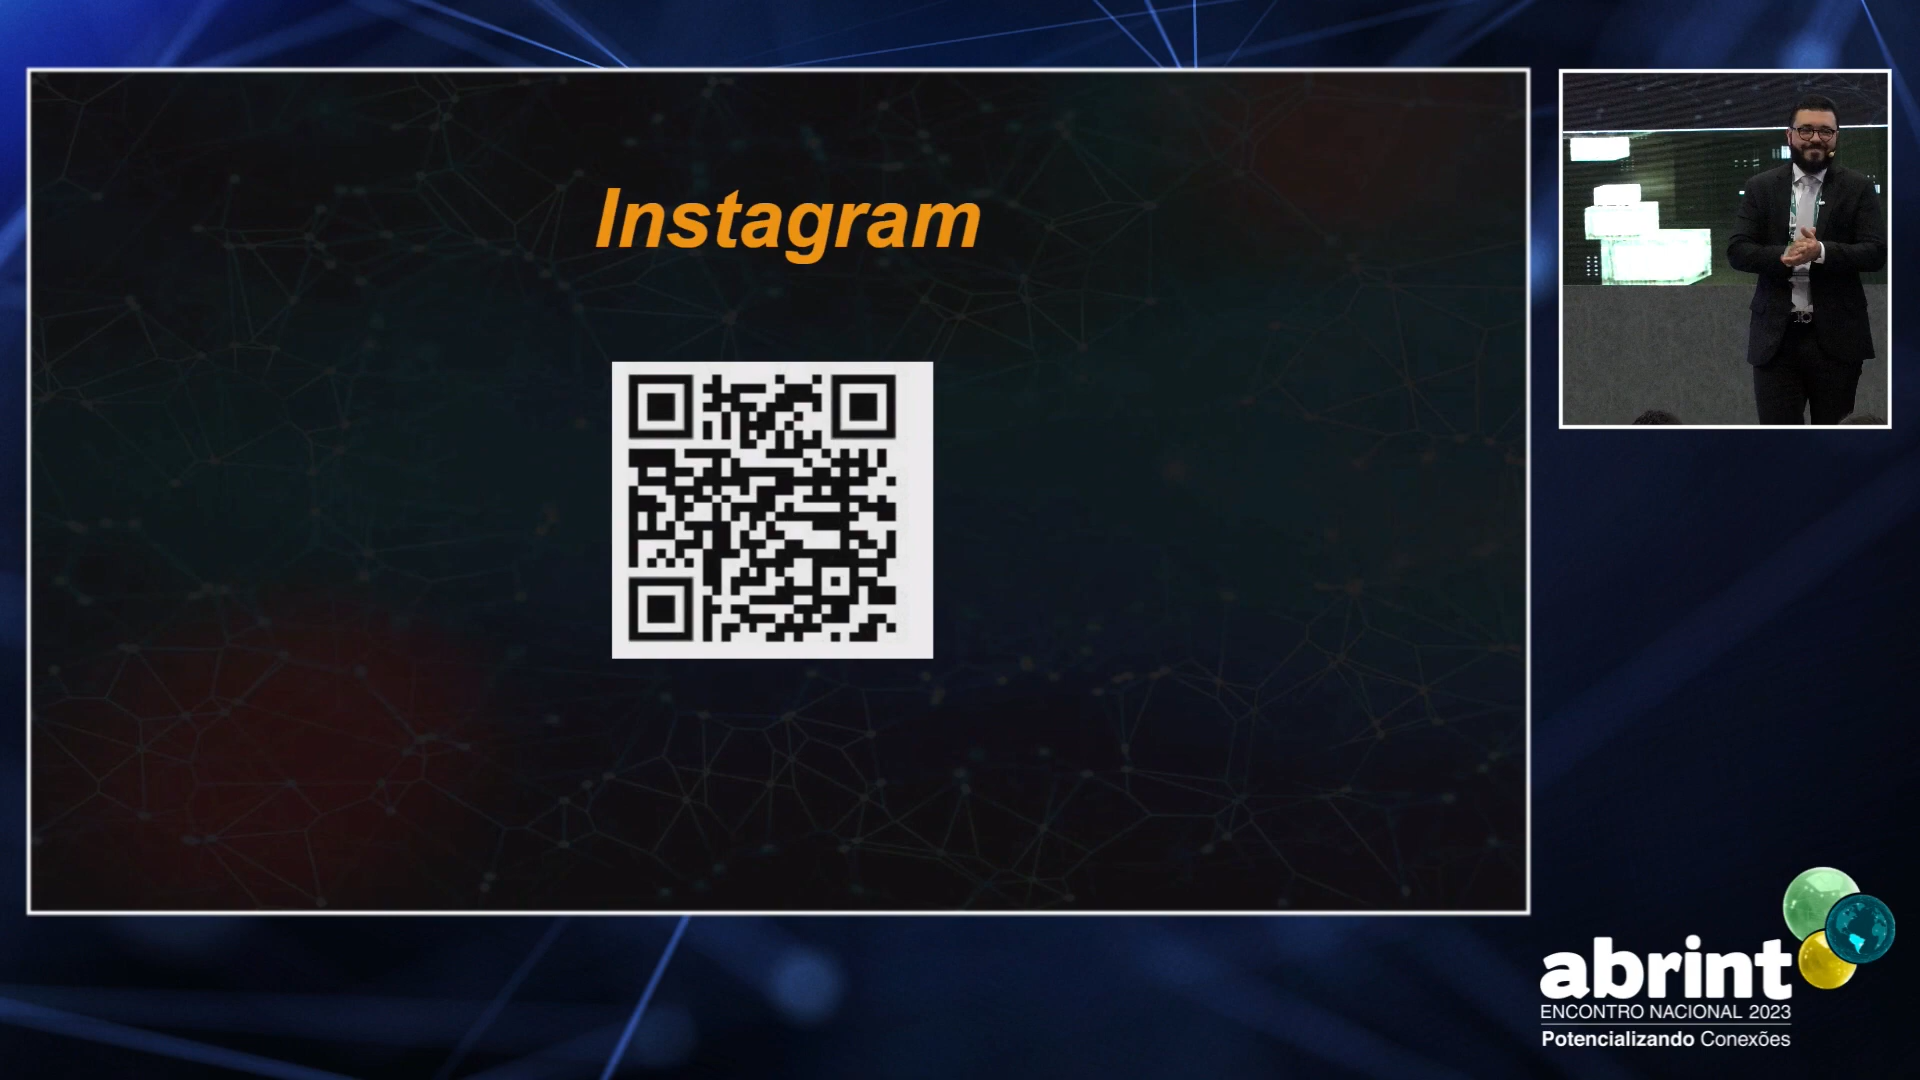 Instagram
abrint
ENCONTRO NACIONAL 2023
Potencializando Conexões